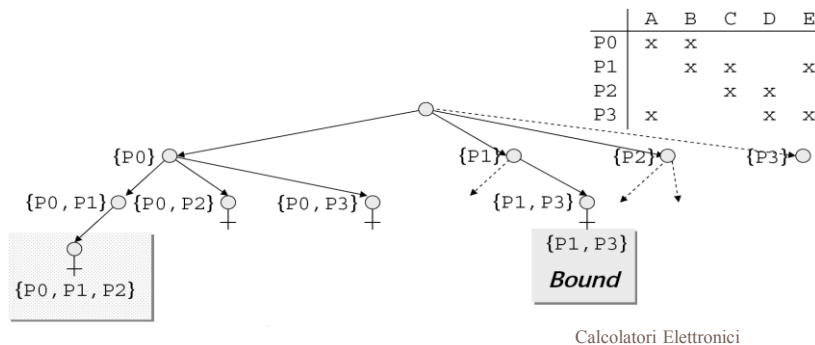 A B C D E
P0 x x
P1 x x x
P2 x x
P3 x x x
{P0} {P1} {P2} {P3}
{P0,P1} {P0,P2} {P0,P3} {P1,P3}
{P0,P1,P2}
{P1,P3}
Bound
Calcolatori Elettronici